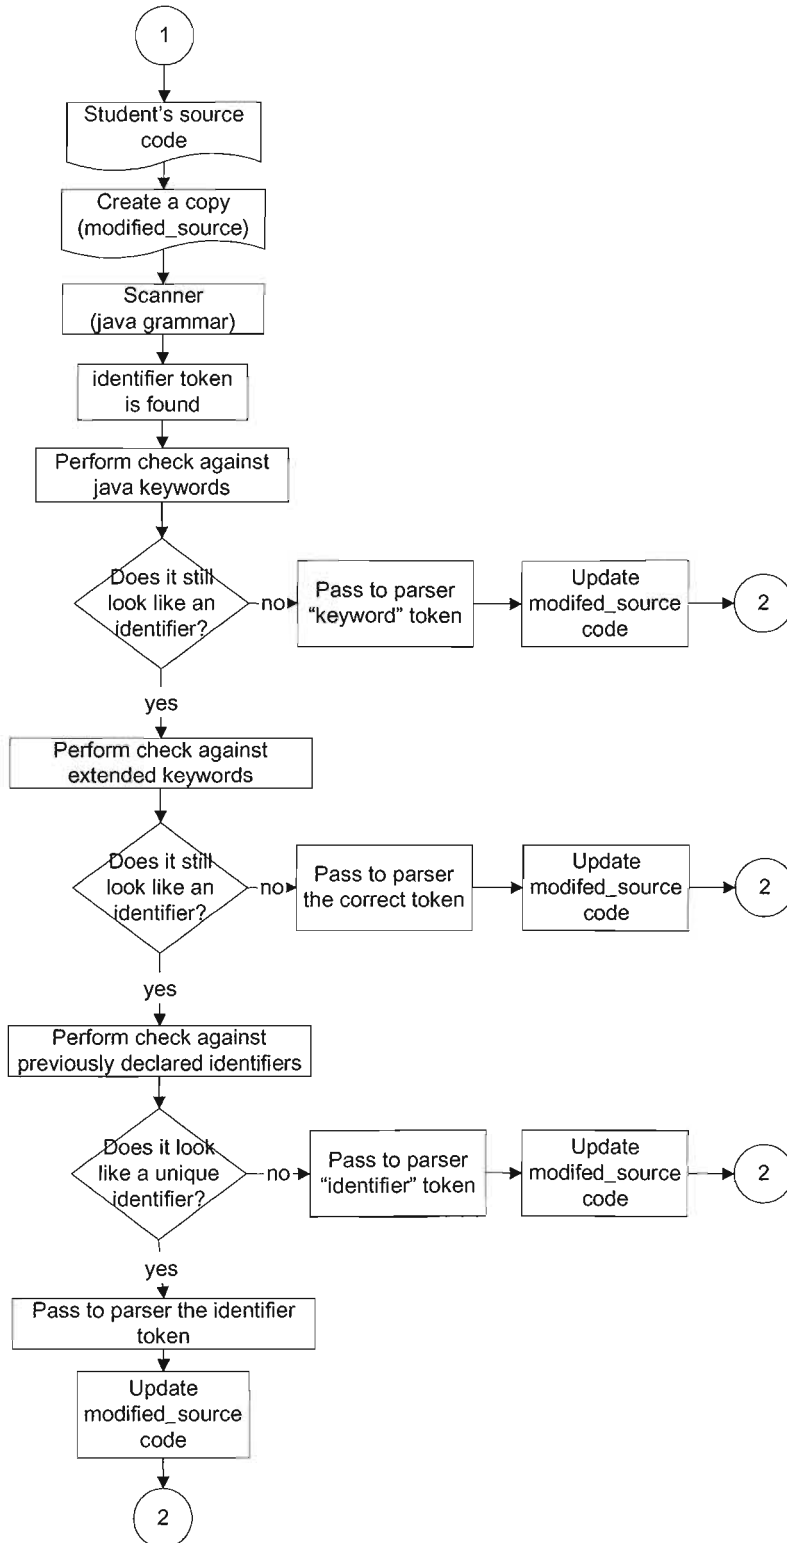 1
Student's source
code
Create a copy
(modified_source)
Scanner
(java grammar)
identifier token
is found
Perform check against
java keywords
Does it still
look like an
identifier?
no
Pass to parser
“keyword” token
Update
modifed_source
code
2
yes
Perform check against
extended keywords
Does it still
look like an
identifier?
no
Pass to parser
the correct token
Update
modifed_source
code
2
yes
Perform check against
previously declared identifiers
Does it look
like a unique
identifier?
no
Pass to parser
“identifier” token
Update
modifed_source
code
2
yes
Pass to parser the identifier
token
Update
modified_source
code
2